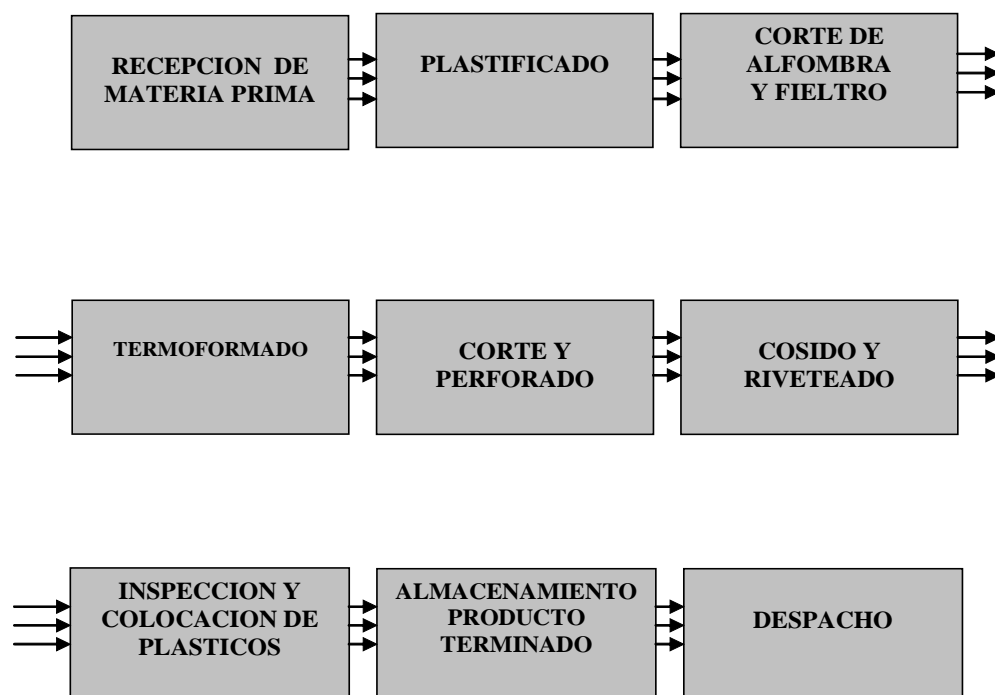 RECEPCION DE
MATERIA PRIMA
PLASTIFICADO
CORTE DE
ALFOMBRA
Y FIELTRO
TERMOFORMADO
CORTE Y
PERFORADO
COSIDO Y
RIVETEADO
INSPECCION Y
COLOCACION DE
PLASTICOS
ALMACENAMIENTO
PRODUCTO
TERMINADO
DESPACHO